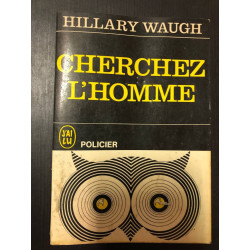 HILLARY WAUGH
CHERCHEZ
L'HOMME
J'AI
LU
POLICIER